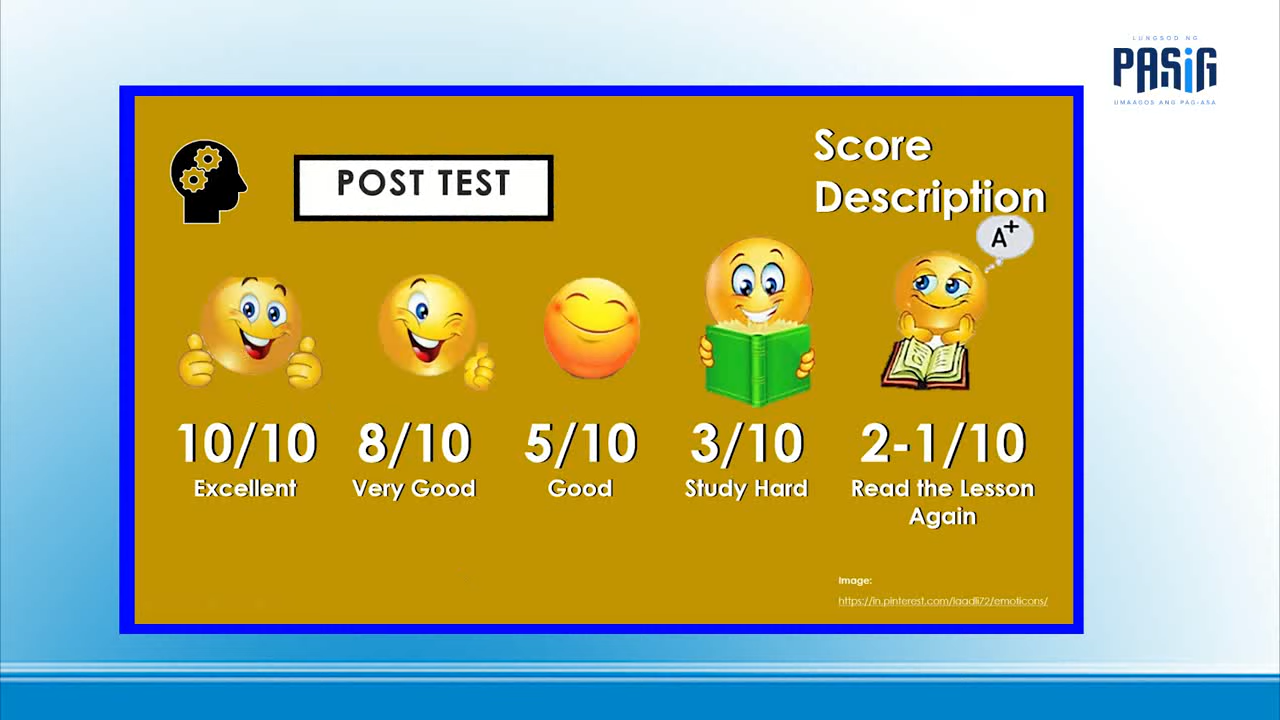 LUNGSOD NG
PASiG
UMAAGOS ANG PAG-ASA
POST TEST
Score
Description
A+
10/10
Excellent
8/10
Very Good
5/10
Good
3/10
Study Hard
2-1/10
Read the Lesson
Again
Image:
https://in.pinterest.com/laadli72/emoticons/